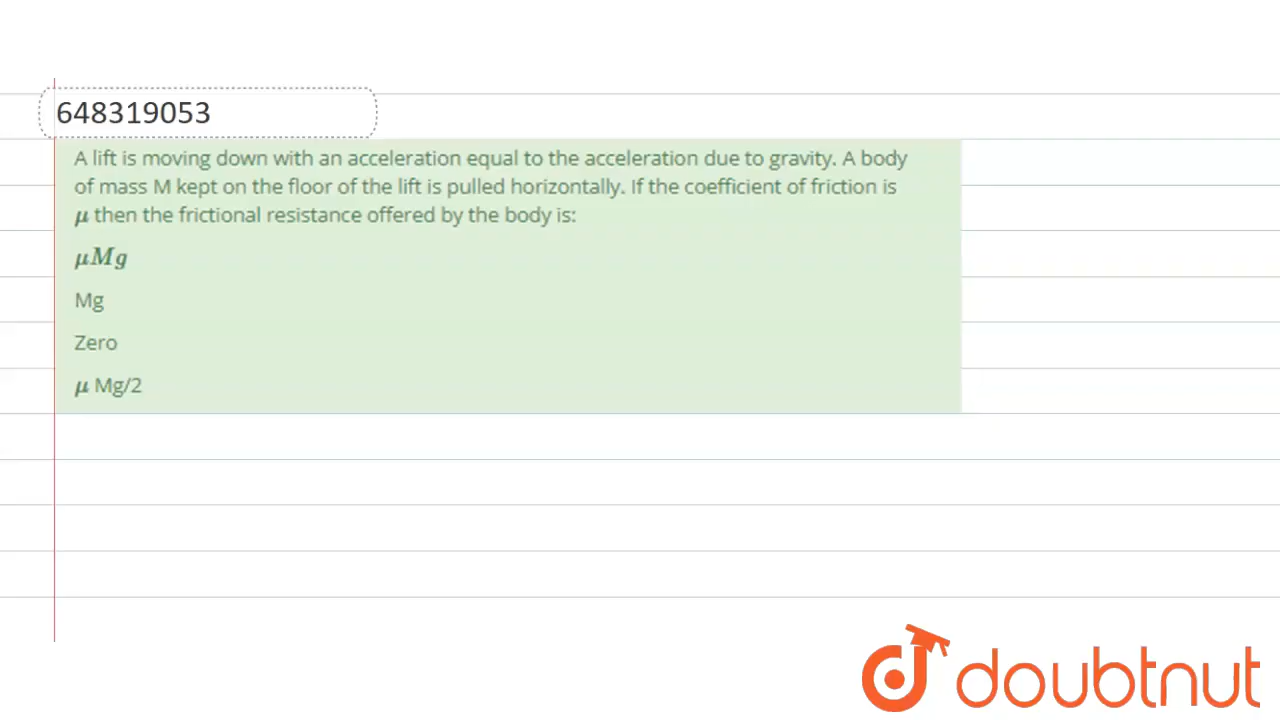 648319053
A lift is moving down with an acceleration equal to the acceleration due to gravity. A body
of mass M kept on the floor of the lift is pulled horizontally. If the coefficient of friction is
μ then the frictional resistance offered by the body is:
μMg
Mg
Zero
μ Mg/2
doubtnut